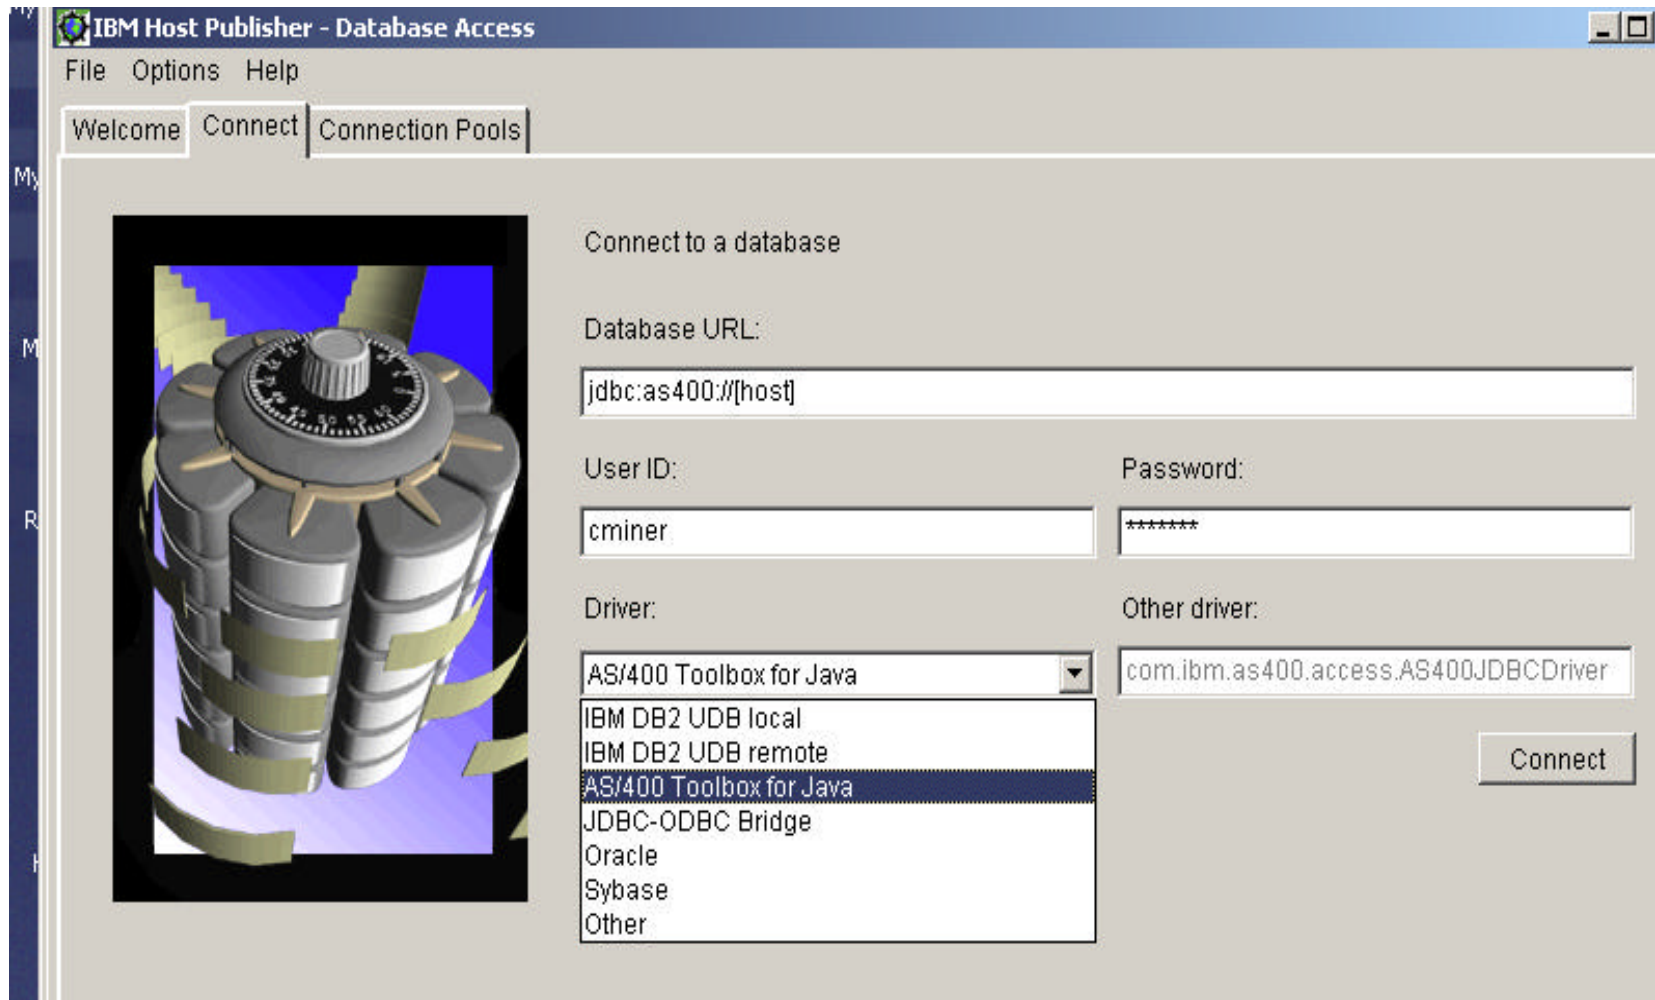 IBM Host Publisher - Database Access
File Options Help
Welcome Connect Connection Pools
My
M
R
Connect to a database
Database URL:
jdbc:as400://[host]
User ID: Password:
cminer *******
Driver: Other driver:
AS/400 Toolbox for Java com.ibm.as400.access.AS400JDBCDriver
IBM DB2 UDB local
IBM DB2 UDB remote
AS/400 Toolbox for Java
JDBC-ODBC Bridge
Oracle
Sybase
Other
Connect